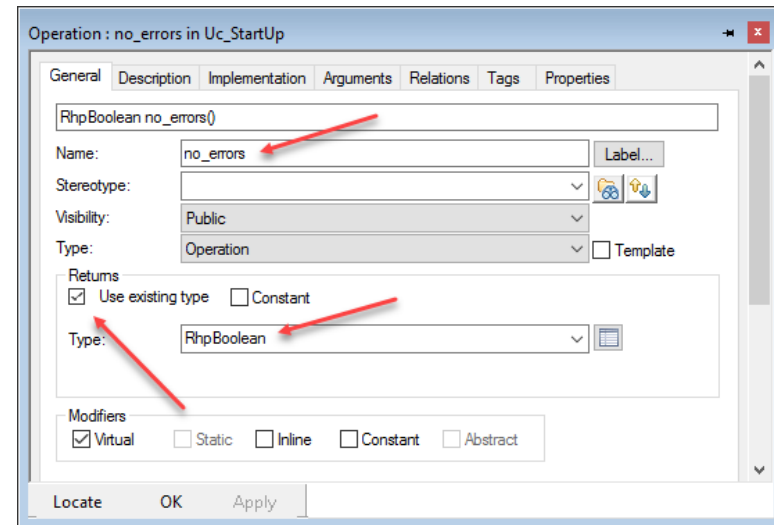 Operation : no_errors in Uc_StartUp
General Description Implementation Arguments Relations Tags Properties
RhpBoolean no_errors()
Name: no_errors Label...
Stereotype:
Visibility: Public
Type: Operation Template
Returns
Use existing type Constant
Type: RhpBoolean
Modifiers
Virtual Static Inline Constant Abstract
Locate OK Apply